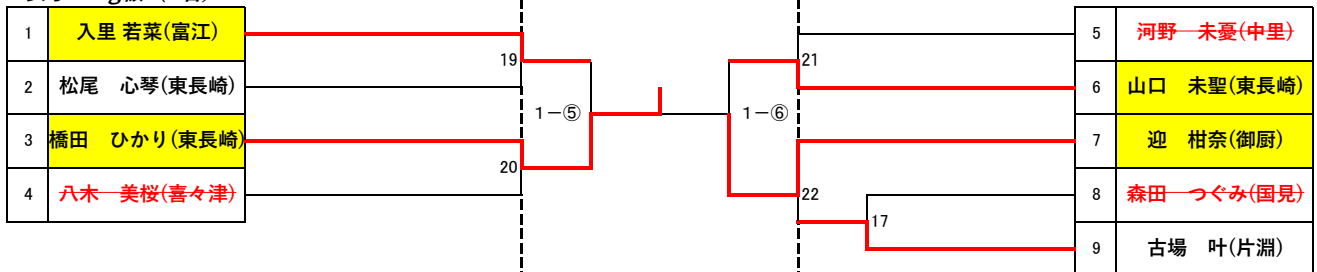 1 入里 若菜(富江)
2 松尾　心琴(東長崎)
3 橋田　ひかり(東長崎)
4 八木　美桜(喜々津)
19
20
1－⑤
1－⑥
21
22
17
5 河野　未憂(中里)
6 山口　未聖(東長崎)
7 迎　柑奈(御厨)
8 森田　つぐみ(国見)
9 古場　叶(片淵)